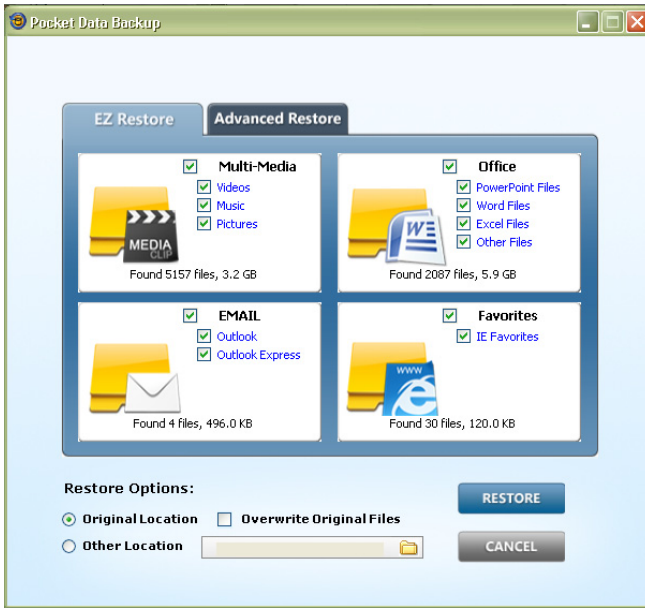 Pocket Data Backup
EZ Restore
Advanced Restore
Multi-Media
Videos
Music
Pictures
MEDIA
CLIP
Found 5157 files, 3.2 GB
Office
PowerPoint Files
Word Files
Excel Files
Other Files
W
Found 2087 files, 5.9 GB
EMAIL
Outlook
Outlook Express
Found 4 files, 496.0 KB
Favorites
IE Favorites
www
Found 30 files, 120.0 KB
Restore Options:
Original Location
Overwrite Original Files
Other Location
RESTORE
CANCEL